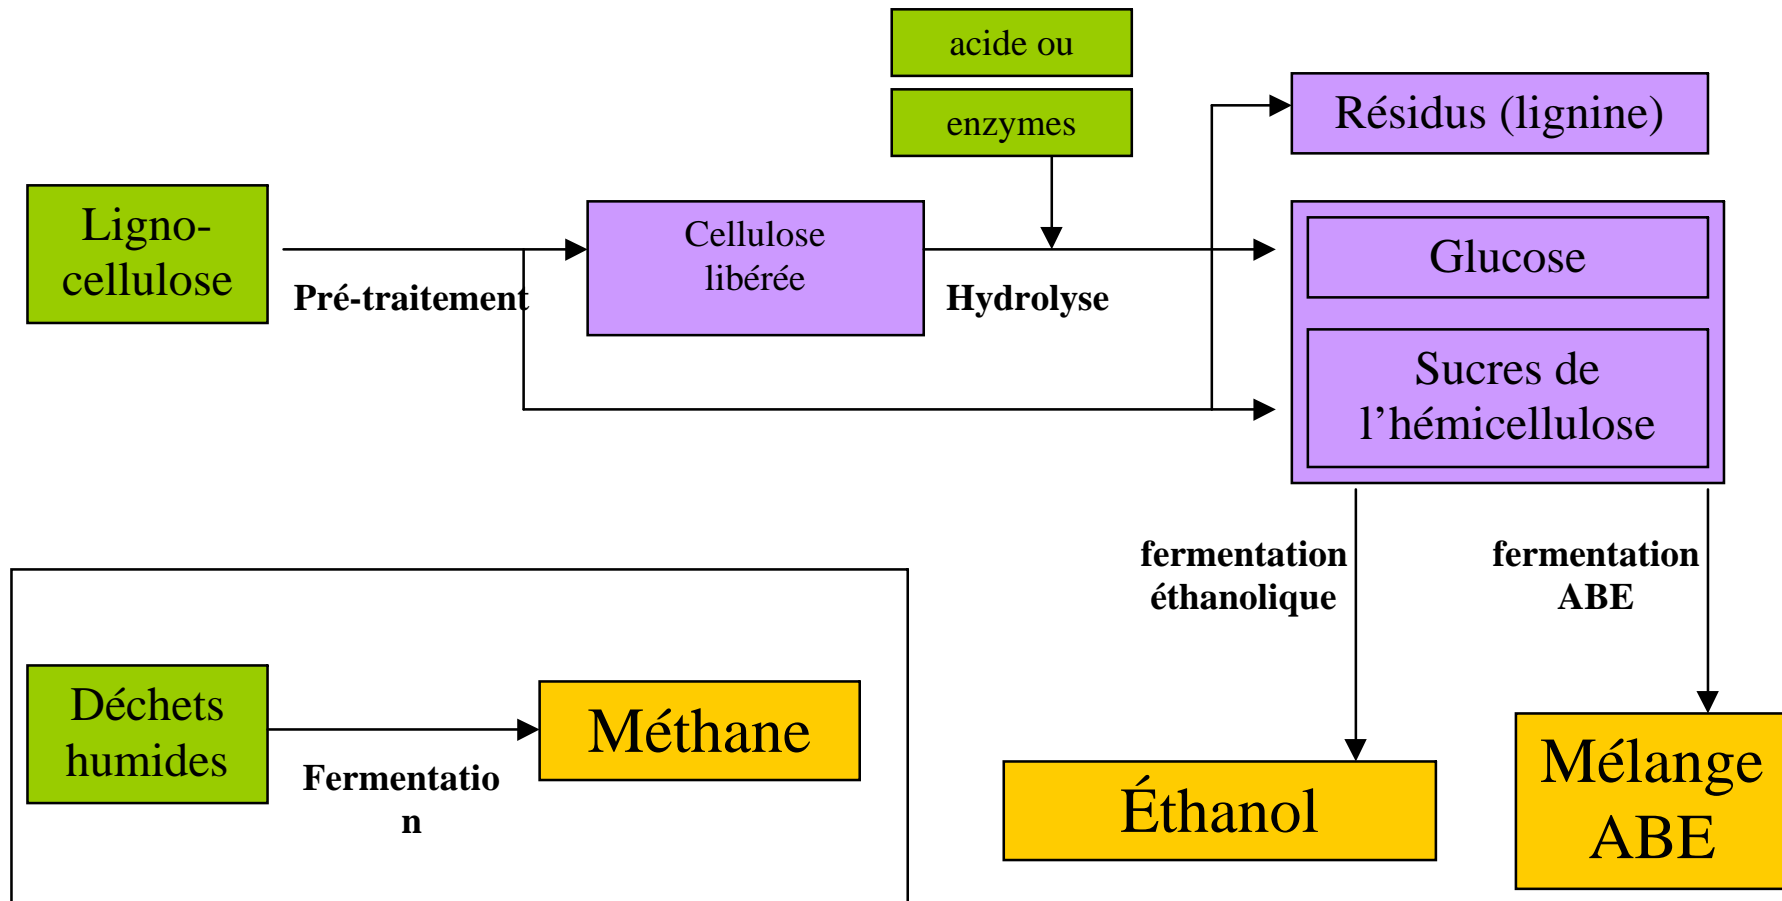 acide ou
enzymes
Résidus (lignine)
Ligno-
cellulose
Pré-traitement
Cellulose
libérée
Hydrolyse
Glucose
Sucres de
l’hémicellulose
fermentation
éthanolique
fermentation
ABE
Déchets
humides
Fermentatio
n
Méthane
Éthanol
Mélange
ABE